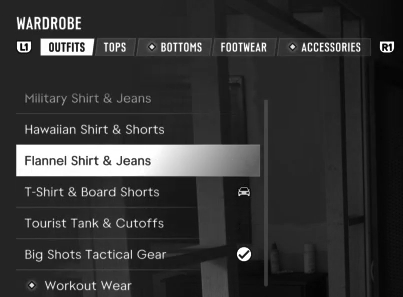 WARDROBE
L1 OUTFITS TOPS BOTTOMS FOOTWEAR ACCESSORIES R1
Military Shirt & Jeans
Hawaiian Shirt & Shorts
Flannel Shirt & Jeans
T-Shirt & Board Shorts
Tourist Tank & Cutoffs
Big Shots Tactical Gear
Workout Wear